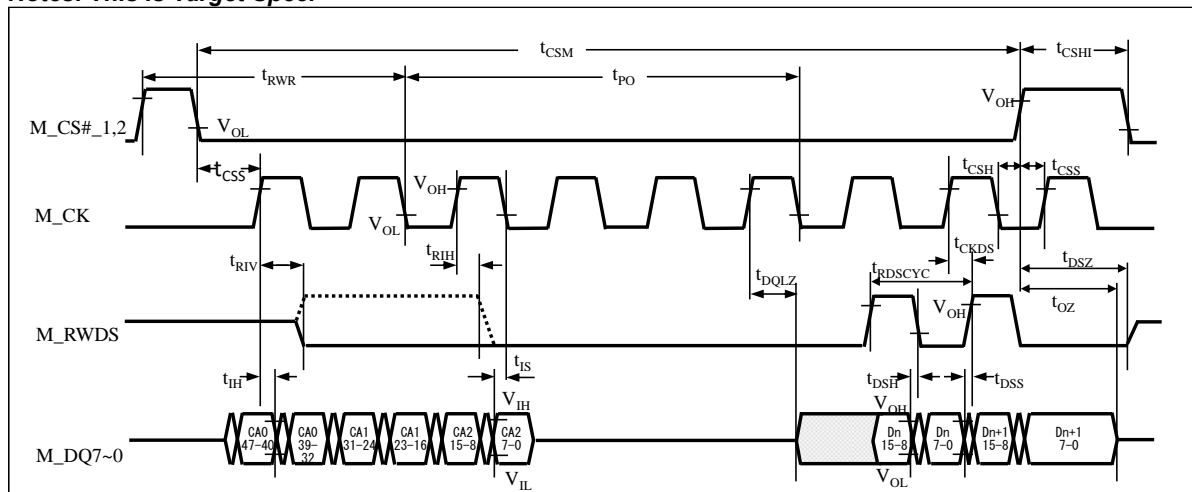 Notes: This is Target Spec.
tCSM
tCSHI
tRWR
tPO
VOH
M_CS#_1,2
VOL
tCSS
tCSH
tCSS
VOH
M_CK
VOL
tRIV
tRIH
tCKDS
tDQLZ
tRDSCYC
tDSZ
VOH
tOZ
M_RWDS
tIH
tIS
tDSH
tDSS
VIH
VOH
M_DQ7~0
CA0 47-40
CA0 39-32
CA1 31-24
CA1 23-16
CA2 15-8
CA2 7-0
Dn 15-8
Dn 7-0
Dn+1 15-8
Dn+1 7-0
VIL
VOL